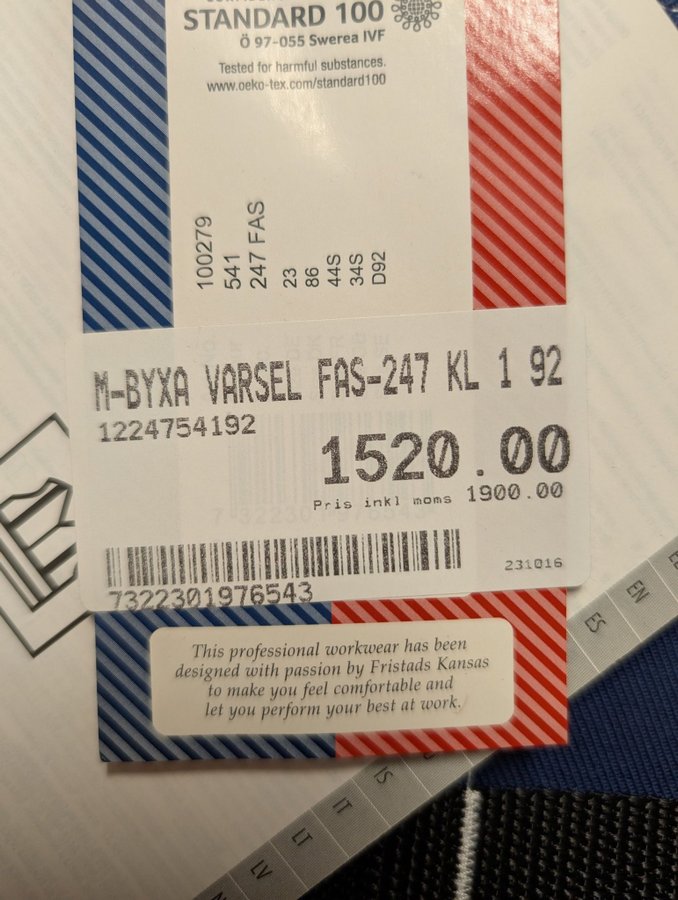 STANDARD 100
Ö 97-055 Swerea IVF
Tested for harmful substances.
www.oeko-tex.com/standard100
100279
541
247 FAS
23
86
44S
34S
D92
M-BYXA VARSEL FAS-247 KL 1 92
1224754192
1520.00
Pris inkl moms 1900.00
231016
7322301976543
This professional workwear has been
designed with passion by Fristads Kansas
to make you feel comfortable and
let you perform your best at work.
EN
ES
IS
IT
LT
LV